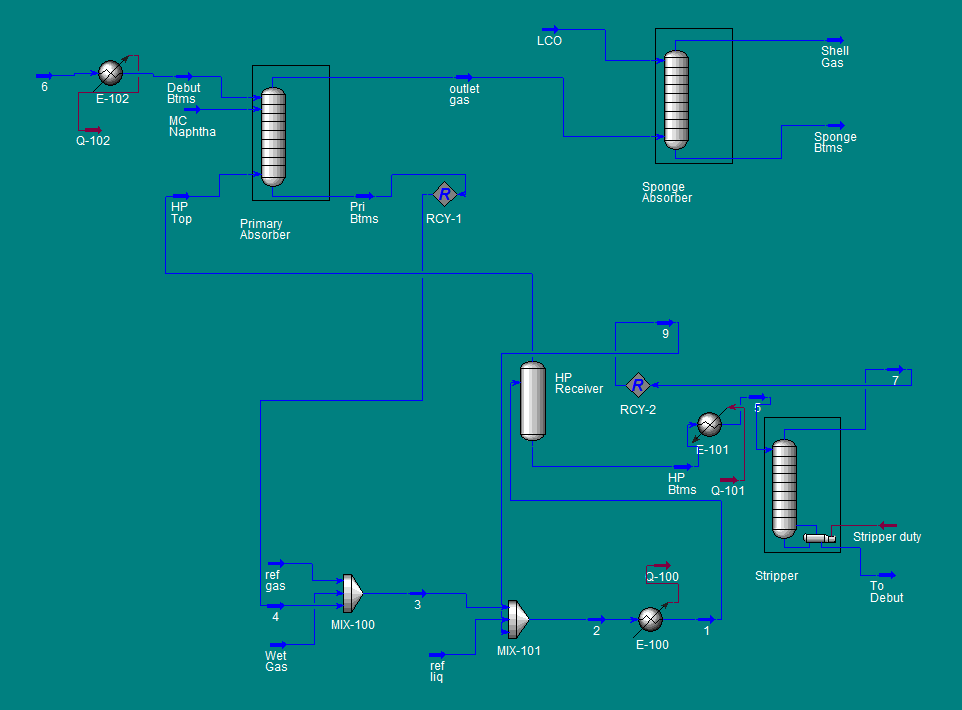 LCO
Shell
Gas
6
E-102
Debut
Btms
MC
Naphtha
outlet
gas
Q-102
Sponge
Btms
HP
Top
Pri
Btms
RCY-1
R
Sponge
Absorber
Primary
Absorber
9
HP
Receiver
R
RCY-2
7
5
E-101
HP
Btms
Q-101
Stripper duty
ref
gas
Q-100
Stripper
To
Debut
4
3
MIX-100
2
1
E-100
MIX-101
Wet
Gas
ref
liq